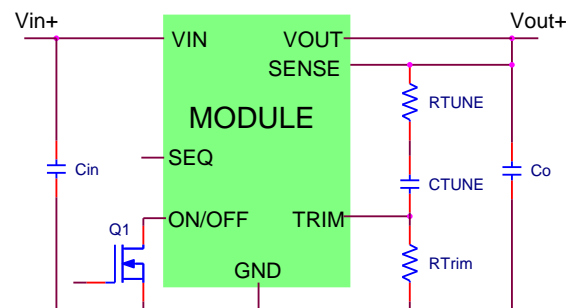 Vin+
Vout+
VIN
VOUT
SENSE
RTUNE
MODULE
SEQ
Cin
CTUNE
Co
ON/OFF
TRIM
Q1
RTrim
GND